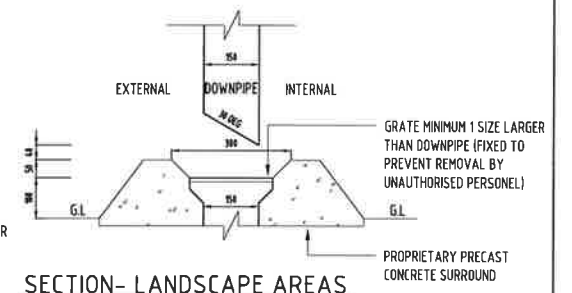 150
EXTERNAL DOWNPIPE INTERNAL
30 DEG
300
GRATE MINIMUM 1 SIZE LARGER
THAN DOWNPIPE (FIXED TO
PREVENT REMOVAL BY
UNAUTHORISED PERSONEL)
50
150
G.L
G.L
R
PROPRIETARY PRECAST
CONCRETE SURROUND
SECTION- LANDSCAPE AREAS